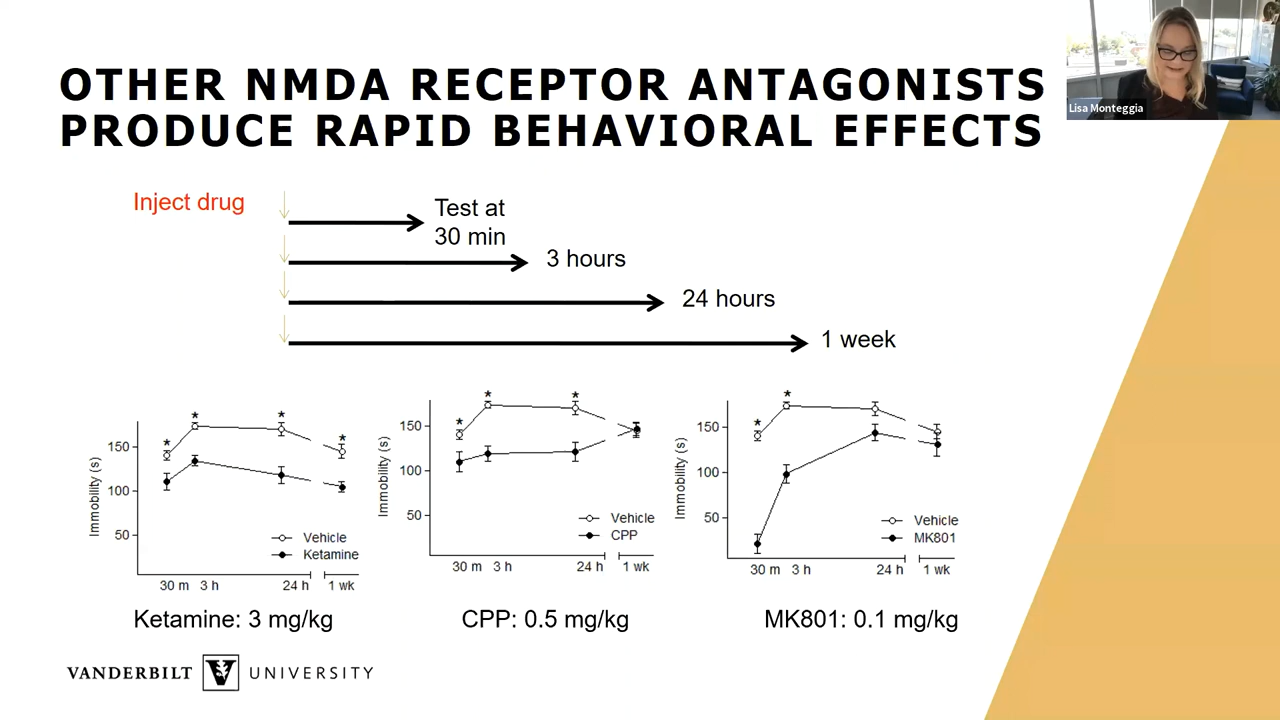 OTHER NMDA RECEPTOR ANTAGONISTS
PRODUCE RAPID BEHAVIORAL EFFECTS
Lisa Monteggia
Inject drug
Test at
30 min
3 hours
24 hours
1 week
Immobility (s)
150
100
50
*
*
*
*
Vehicle
Ketamine
30 m
3 h
24 h
1 wk
Ketamine: 3 mg/kg
Immobility (s)
150
100
50
*
*
*
Vehicle
CPP
30 m
3 h
24 h
1 wk
CPP: 0.5 mg/kg
Immobility (s)
150
100
50
*
*
Vehicle
MK801
30 m
3 h
24 h
1 wk
MK801: 0.1 mg/kg
VANDERBILT V UNIVERSITY